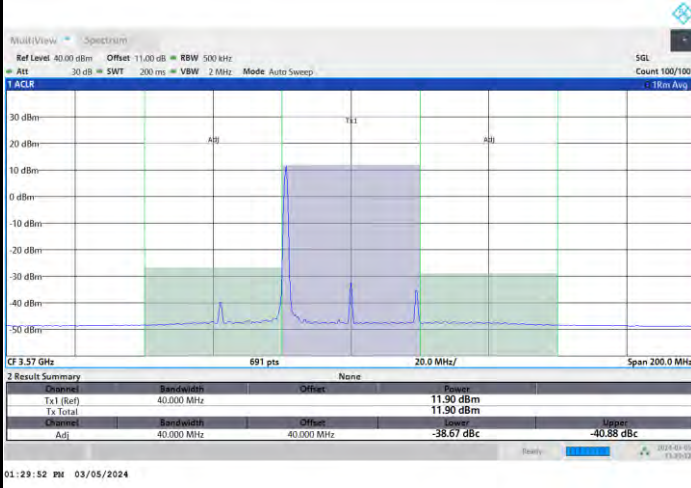 MultiView Spectrum
Ref Level 40.00 dBm Offset 11.00 dB RBW 500 kHz SGL
Att 30 dB SWT 200 ms VBW 2 MHz Mode Auto Sweep Count 100/100
1 ACLR 1Rm Avg
30 dBm
Tx1
20 dBm
Adj Adj
10 dBm
0 dBm
-10 dBm
-20 dBm
-30 dBm
-40 dBm
-50 dBm
CF 3.57 GHz 691 pts 20.0 MHz/ Span 200.0 MHz
2 Result Summary None
Channel Bandwidth Offset Power
Tx1 (Ref) 40.000 MHz 11.90 dBm
Tx Total 11.90 dBm
Channel Bandwidth Offset Lower Upper
Adj 40.000 MHz 40.000 MHz -38.67 dBc -40.88 dBc
Ready
01:29:52 PM 03/05/2024